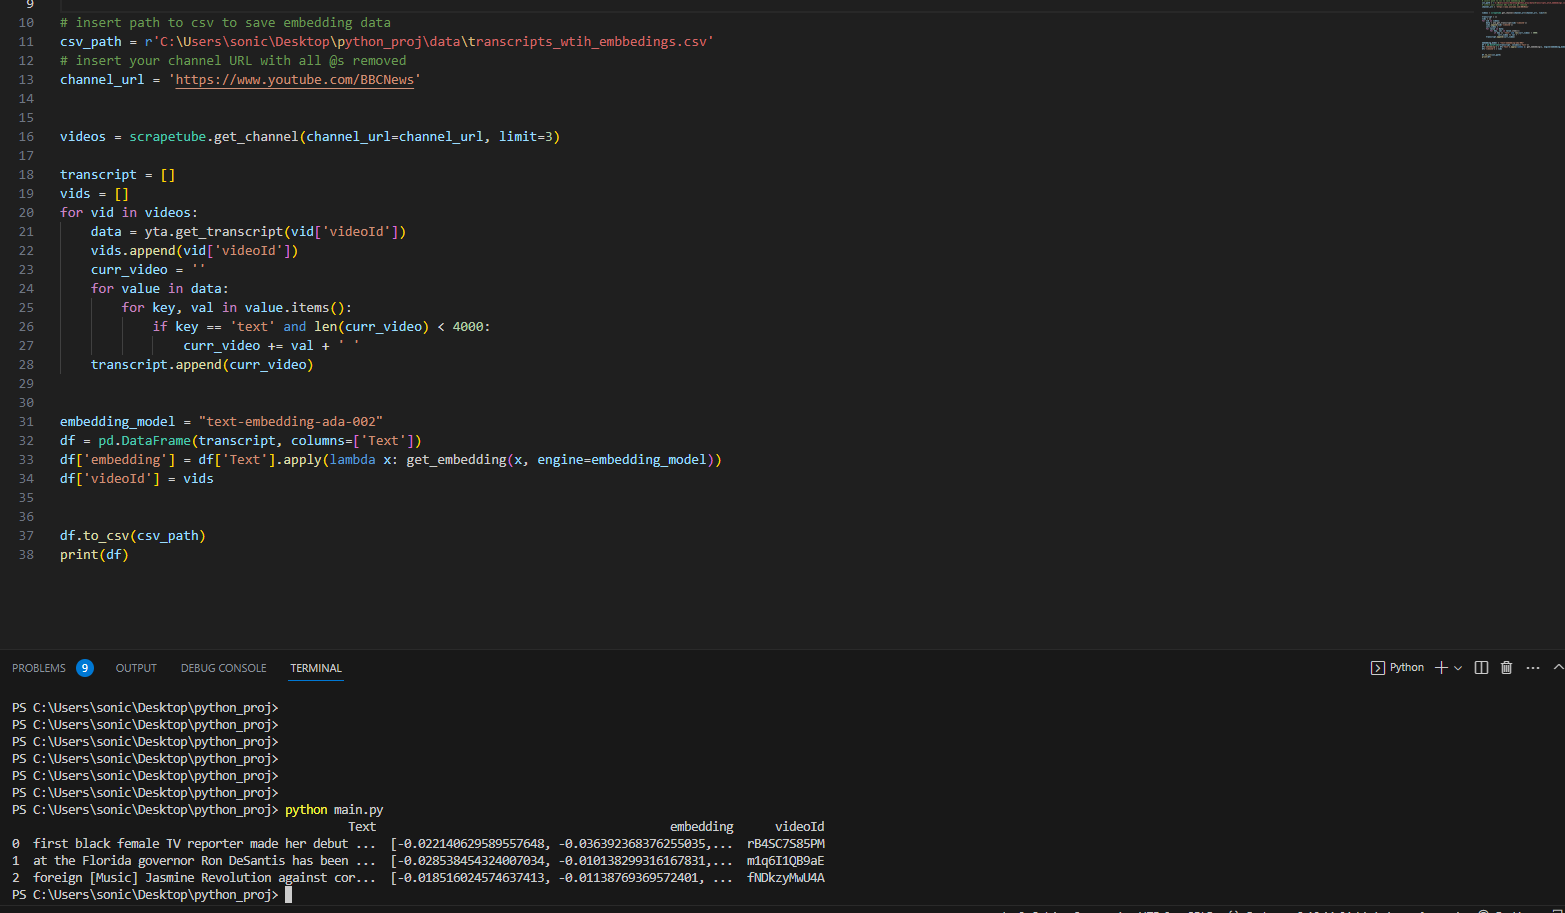 9
10 # insert path to csv to save embedding data
11 csv_path = r'C:\Users\sonic\Desktop\python_proj\data\transcripts_wtih_embbedings.csv'
12 # insert your channel URL with all @s removed
13 channel_url = 'https://www.youtube.com/BBCNews'
14
15
16 videos = scrapetube.get_channel(channel_url=channel_url, limit=3)
17
18 transcript = []
19 vids = []
20 for vid in videos:
21     data = yta.get_transcript(vid['videoId'])
22     vids.append(vid['videoId'])
23     curr_video = ''
24     for value in data:
25         for key, val in value.items():
26             if key == 'text' and len(curr_video) < 4000:
27                 curr_video += val + ' '
28     transcript.append(curr_video)
29
30
31 embedding_model = "text-embedding-ada-002"
32 df = pd.DataFrame(transcript, columns=['Text'])
33 df['embedding'] = df['Text'].apply(lambda x: get_embedding(x, engine=embedding_model))
34 df['videoId'] = vids
35
36
37 df.to_csv(csv_path)
38 print(df)
PROBLEMS 9 OUTPUT DEBUG CONSOLE TERMINAL Python
PS C:\Users\sonic\Desktop\python_proj>
PS C:\Users\sonic\Desktop\python_proj>
PS C:\Users\sonic\Desktop\python_proj>
PS C:\Users\sonic\Desktop\python_proj>
PS C:\Users\sonic\Desktop\python_proj>
PS C:\Users\sonic\Desktop\python_proj>
PS C:\Users\sonic\Desktop\python_proj> python main.py
Text embedding videoId
0 first black female TV reporter made her debut ... [-0.022140629589557648, -0.036392368376255035,... rB4SC7S85PM
1 at the Florida governor Ron DeSantis has been ... [-0.028538454324007034, -0.010138299316167831,... m1q6I1QB9aE
2 foreign [Music] Jasmine Revolution against cor... [-0.018516024574637413, -0.01138769369572401, ... fNDkzyMwU4A
PS C:\Users\sonic\Desktop\python_proj>